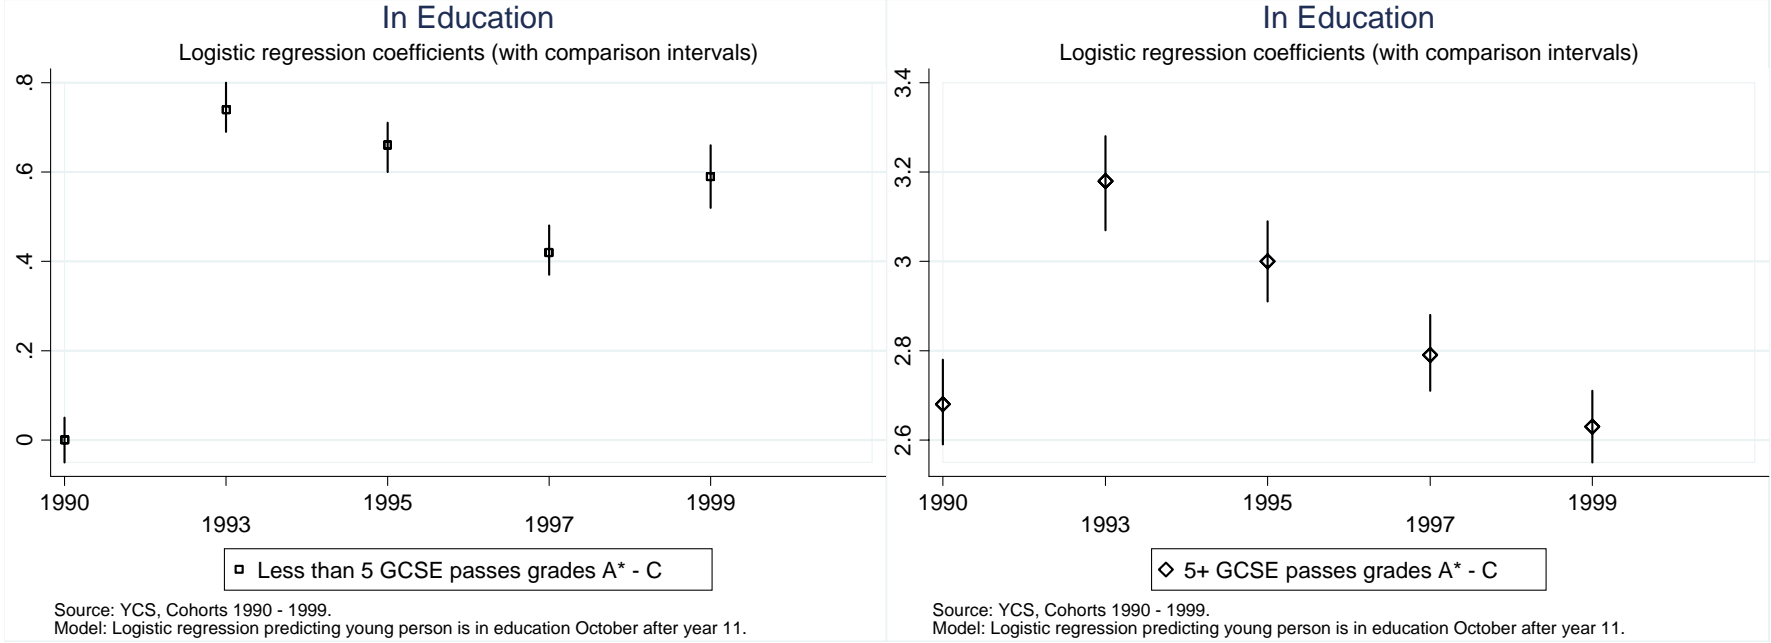 In Education
Logistic regression coefficients (with comparison intervals)
.8
.6
.4
.2
0
1990
1993
1995
1997
1999
Less than 5 GCSE passes grades A* - C
Source: YCS, Cohorts 1990 - 1999.
Model: Logistic regression predicting young person is in education October after year 11.
In Education
Logistic regression coefficients (with comparison intervals)
3.4
3.2
3
2.8
2.6
1990
1993
1995
1997
1999
5+ GCSE passes grades A* - C
Source: YCS, Cohorts 1990 - 1999.
Model: Logistic regression predicting young person is in education October after year 11.